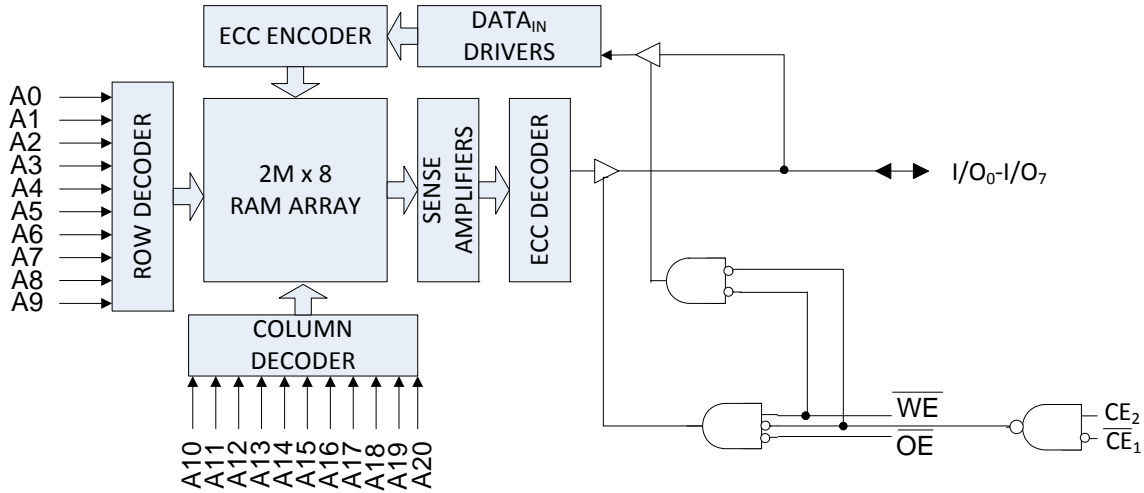 ECC ENCODER
DATAIN
DRIVERS
A0
A1
A2
A3
A4
A5
A6
A7
A8
A9
ROW DECODER
2M x 8
RAM ARRAY
SENSE
AMPLIFIERS
ECC DECODER
I/O0-I/O7
COLUMN
DECODER
A10
A11
A12
A13
A14
A15
A16
A17
A18
A19
A20
WE
OE
CE2
CE1